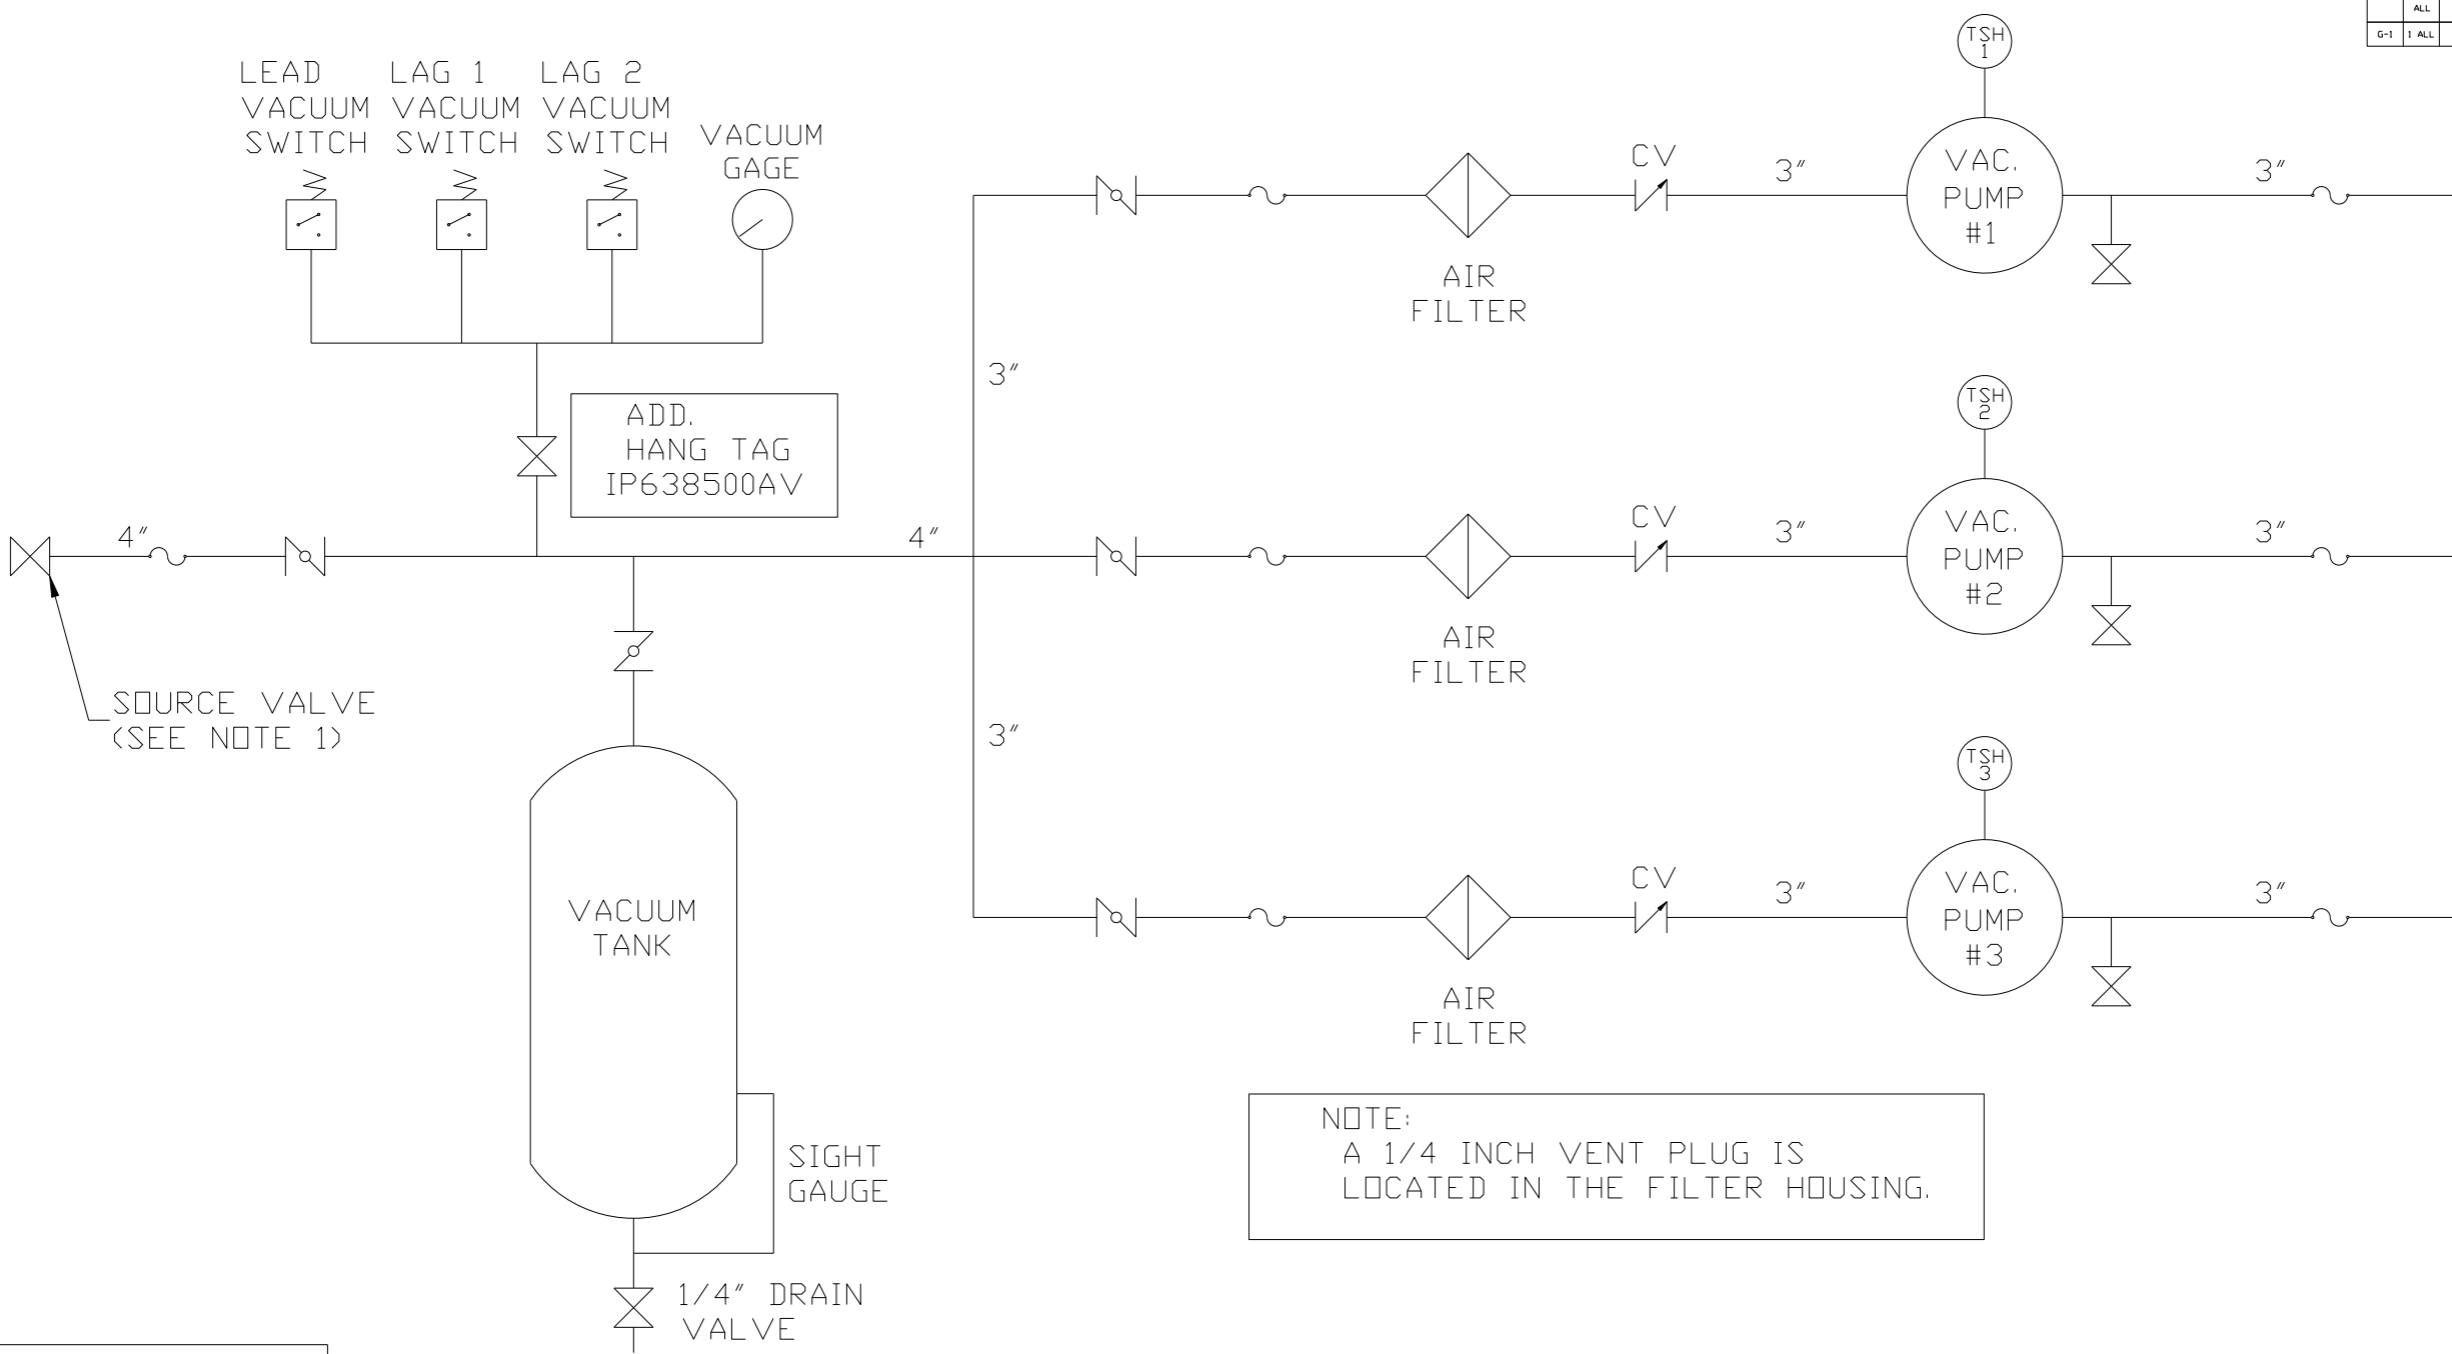 ALL
G-1 1 ALL
TSH
1
LEAD
VACUUM
SWITCH
LAG 1
VACUUM
SWITCH
LAG 2
VACUUM
SWITCH
VACUUM
GAGE
CV
3"
VAC.
PUMP
#1
3"
AIR
FILTER
3"
ADD.
HANG TAG
IP638500AV
TSH
2
4"
4"
CV
3"
VAC.
PUMP
#2
3"
AIR
FILTER
SOURCE VALVE
(SEE NOTE 1)
3"
TSH
3
VACUUM
TANK
CV
3"
VAC.
PUMP
#3
3"
AIR
FILTER
SIGHT
GAUGE
NOTE:
A 1/4 INCH VENT PLUG IS
LOCATED IN THE FILTER HOUSING.
1/4" DRAIN
VALVE